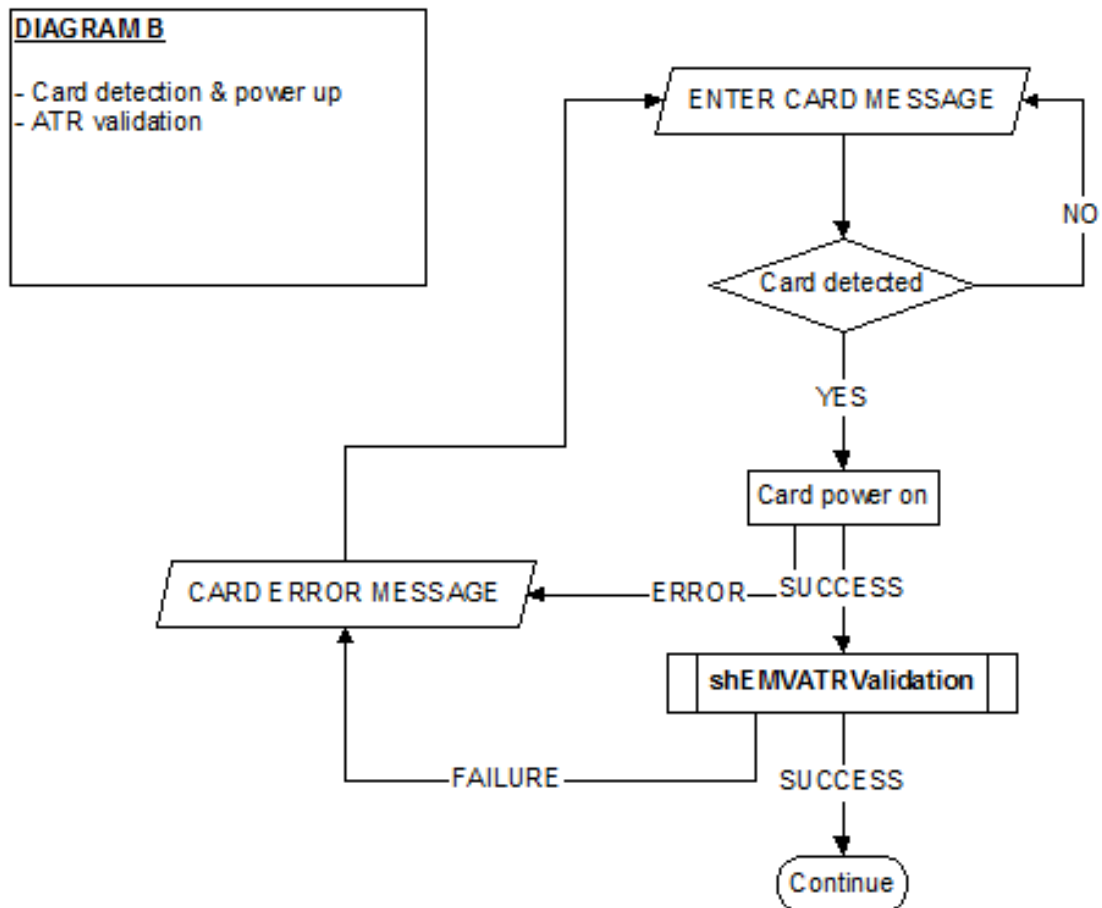 DIAGRAM B
- Card detection & power up
- ATR validation
ENTER CARD MESSAGE
NO
Card detected
YES
Card power on
CARD ERROR MESSAGE
ERROR
SUCCESS
shEMVATRValidation
FAILURE
SUCCESS
Continue